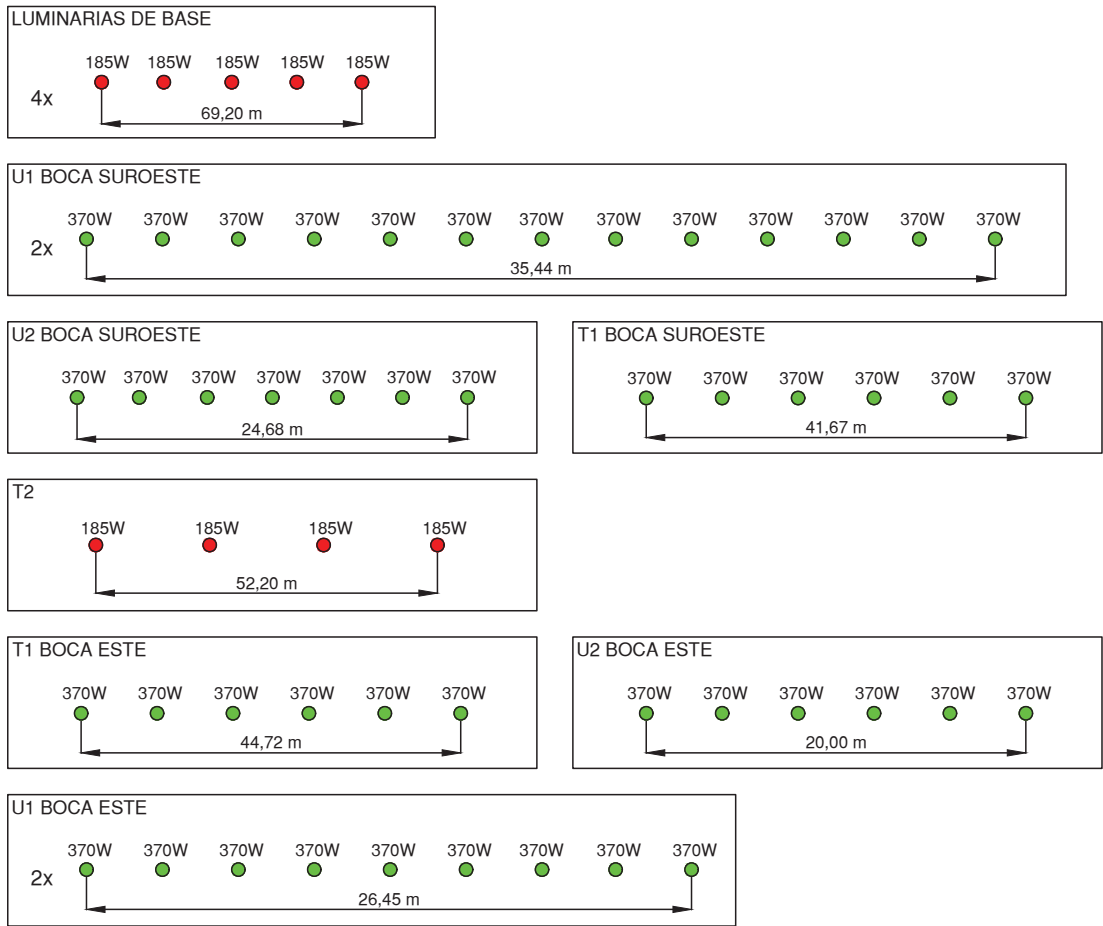 LUMINARIAS DE BASE
185W 185W 185W 185W 185W
4x
69,20 m
U1 BOCA SUROESTE
370W 370W 370W 370W 370W 370W 370W 370W 370W 370W 370W 370W 370W
2x
35,44 m
U2 BOCA SUROESTE
370W 370W 370W 370W 370W 370W 370W
24,68 m
T1 BOCA SUROESTE
370W 370W 370W 370W 370W 370W
41,67 m
T2
185W 185W 185W 185W
52,20 m
T1 BOCA ESTE
370W 370W 370W 370W 370W 370W
44,72 m
U2 BOCA ESTE
370W 370W 370W 370W 370W 370W
20,00 m
U1 BOCA ESTE
370W 370W 370W 370W 370W 370W 370W 370W 370W
2x
26,45 m